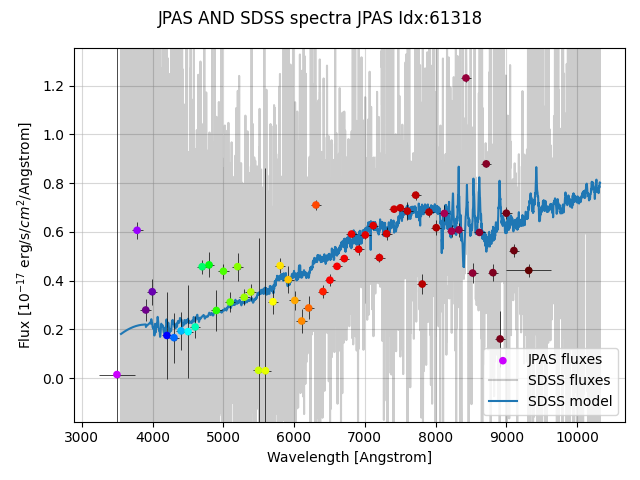 JPAS AND SDSS spectra JPAS Idx:61318
1.2
1.0
0.8
0.6
0.4
0.2
0.0
Flux [10⁻¹⁷ erg/s/cm²/Angstrom]
JPAS fluxes
SDSS fluxes
SDSS model
3000 4000 5000 6000 7000 8000 9000 10000
Wavelength [Angstrom]